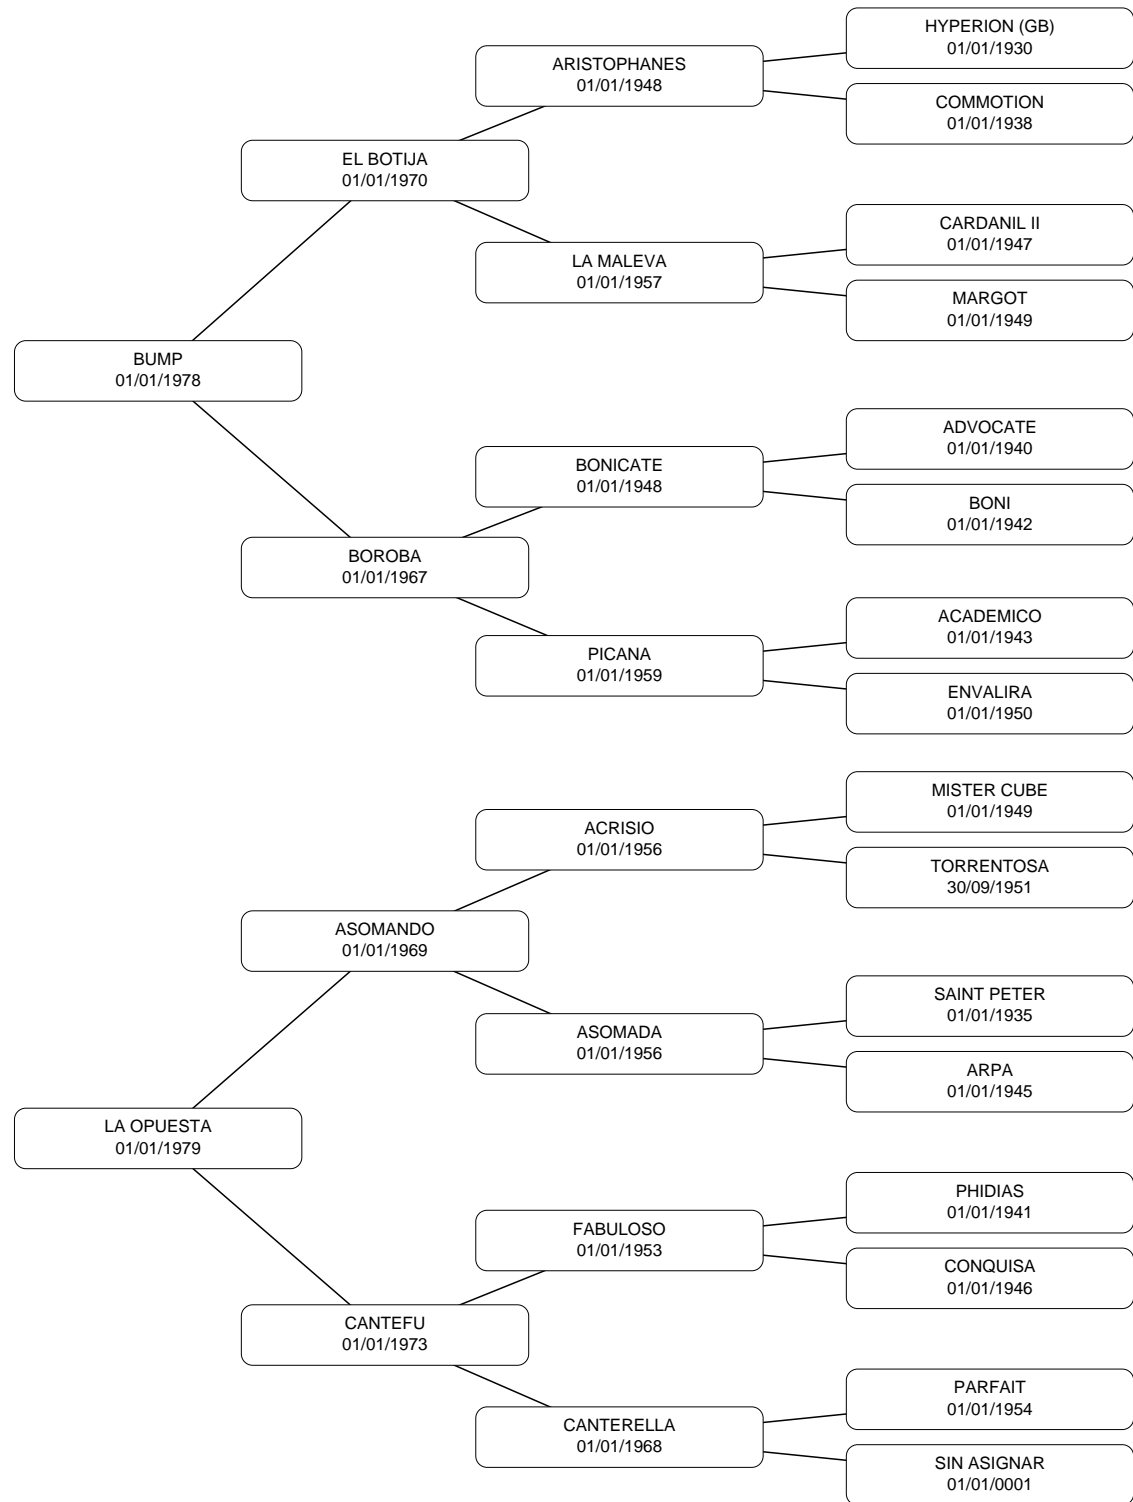 HYPERION (GB)
01/01/1930
ARISTOPHANES
01/01/1948
COMMOTION
01/01/1938
EL BOTIJA
01/01/1970
CARDANIL II
01/01/1947
LA MALEVA
01/01/1957
MARGOT
01/01/1949
BUMP
01/01/1978
ADVOCATE
01/01/1940
BONICATE
01/01/1948
BONI
01/01/1942
BOROBA
01/01/1967
ACADEMICO
01/01/1943
PICANA
01/01/1959
ENVALIRA
01/01/1950
MISTER CUBE
01/01/1949
ACRISIO
01/01/1956
TORRENTOSA
30/09/1951
ASOMANDO
01/01/1969
SAINT PETER
01/01/1935
ASOMADA
01/01/1956
ARPA
01/01/1945
LA OPUESTA
01/01/1979
PHIDIAS
01/01/1941
FABULOSO
01/01/1953
CONQUISA
01/01/1946
CANTEFU
01/01/1973
PARFAIT
01/01/1954
CANTERELLA
01/01/1968
SIN ASIGNAR
01/01/0001